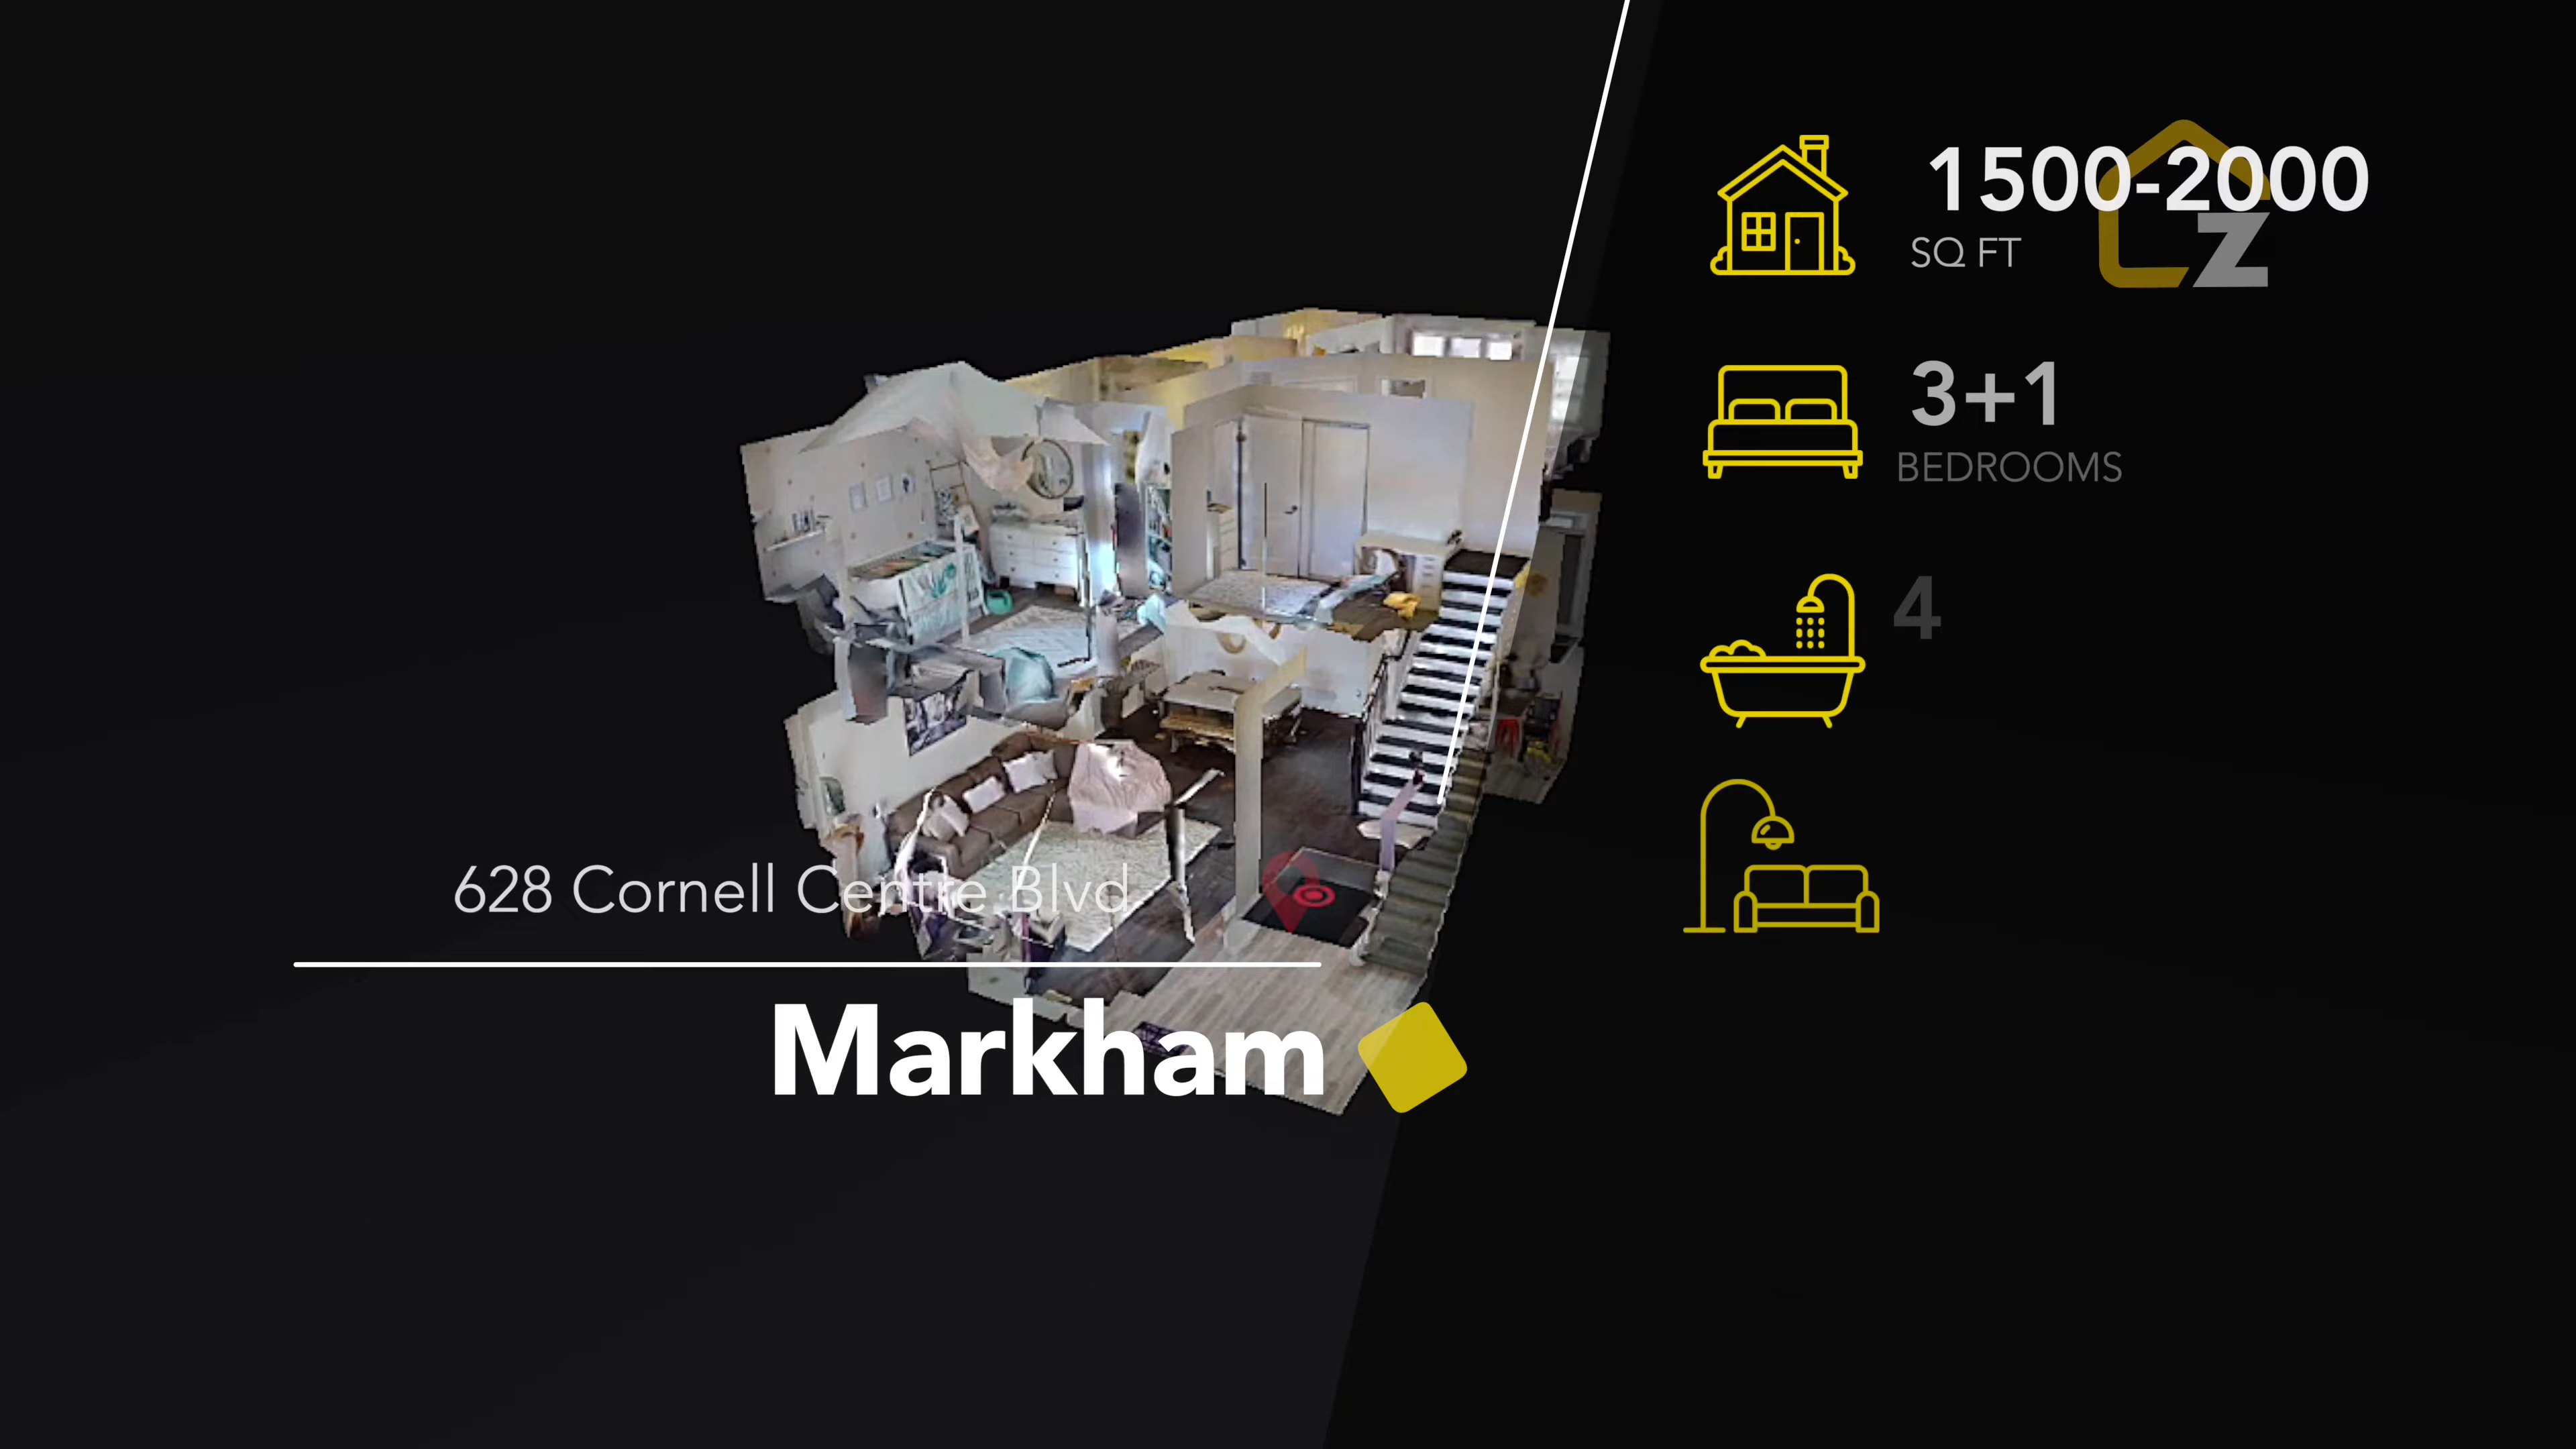 1500-2000
SQ FT
z
3+1
BEDROOMS
4
628 Cornell Centre Blvd
Markham